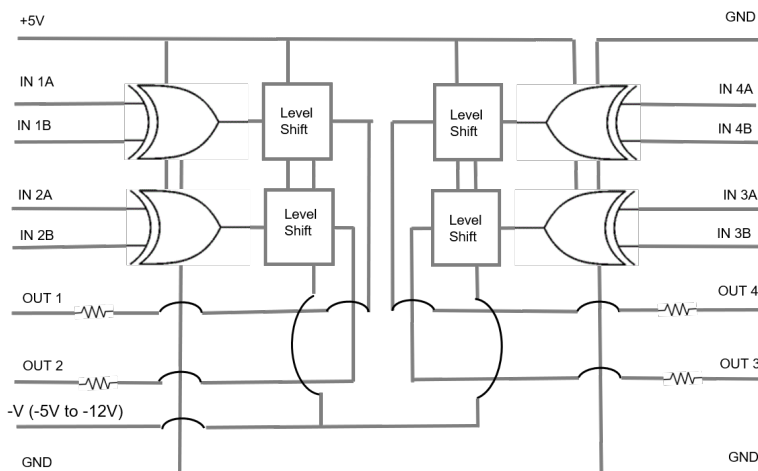 +5V
GND
IN 1A
IN 4A
Level
Shift
Level
Shift
IN 1B
IN 4B
IN 2A
IN 3A
Level
Shift
Level
Shift
IN 2B
IN 3B
OUT 1
OUT 4
OUT 2
OUT 3
-V (-5V to -12V)
GND
GND